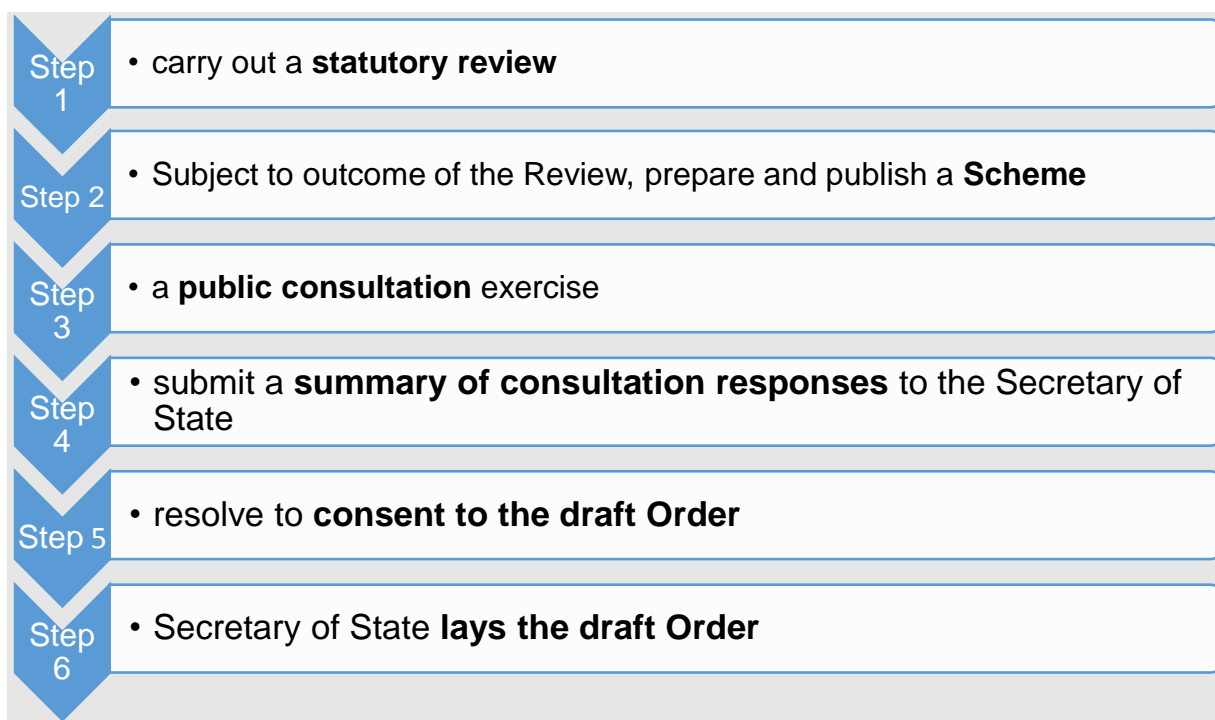 Step
1
• carry out a statutory review
Step 2
• Subject to outcome of the Review, prepare and publish a Scheme
Step
3
• a public consultation exercise
Step
4
• submit a summary of consultation responses to the Secretary of
State
Step 5
• resolve to consent to the draft Order
Step
6
• Secretary of State lays the draft Order